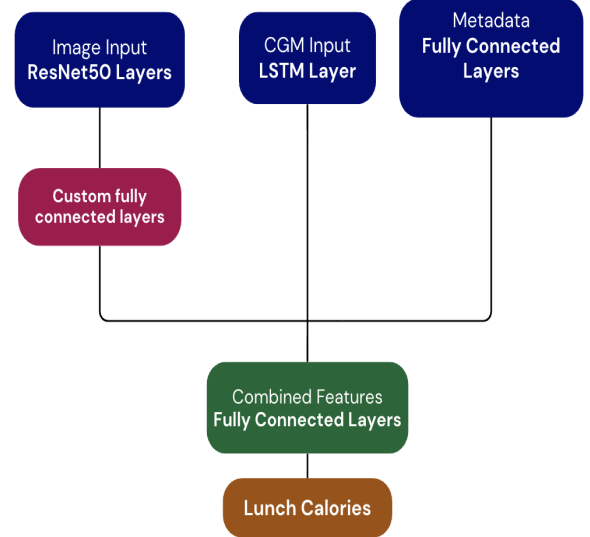 Image Input
ResNet50 Layers
CGM Input
LSTM Layer
Metadata
Fully Connected
Layers
Custom fully
connected layers
Combined Features
Fully Connected Layers
Lunch Calories